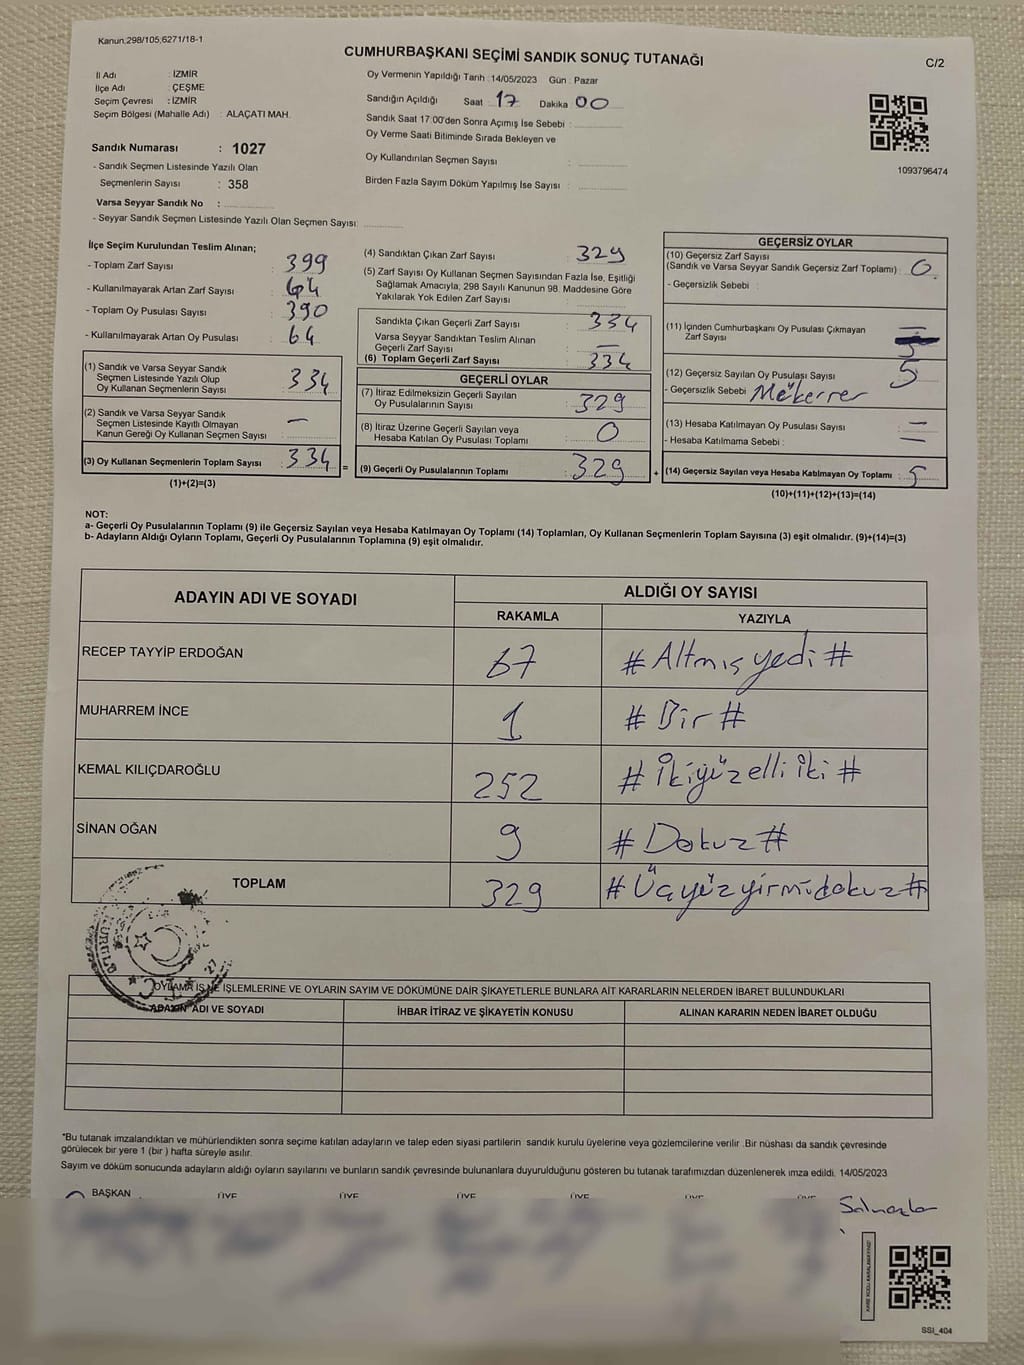 Kanun;298/105,6271/18-1
CUMHURBAŞKANI SEÇİMİ SANDIK SONUÇ TUTANAĞI
C/2
İl Adı : İZMİR
İlçe Adı : ÇEŞME
Seçim Çevresi : İZMİR
Seçim Bölgesi (Mahalle Adı) : ALAÇATI MAH.
Oy Vermenin Yapıldığı Tarih :14/05/2023 Gün : Pazar
Sandığın Açıldığı Saat 17 Dakika 00
Sandık Saat 17:00'den Sonra Açımış İse Sebebi :
Oy Verme Saati Bitiminde Sırada Bekleyen ve
Oy Kullandırılan Seçmen Sayısı :
Birden Fazla Sayım Döküm Yapılmış İse Sayısı :
1093796474
Sandık Numarası : 1027
- Sandık Seçmen Listesinde Yazılı Olan
Seçmenlerin Sayısı : 358
Varsa Seyyar Sandık No :
- Seyyar Sandık Seçmen Listesinde Yazılı Olan Seçmen Sayısı:
İlçe Seçim Kurulundan Teslim Alınan;
- Toplam Zarf Sayısı : 399
- Kullanılmayarak Artan Zarf Sayısı : 64
- Toplam Oy Pusulası Sayısı : 390
- Kullanılmayarak Artan Oy Pusulası : 64
(1) Sandık ve Varsa Seyyar Sandık
Seçmen Listesinde Yazılı Olup
Oy Kullanan Seçmenlerin Sayısı : 334
(2) Sandık ve Varsa Seyyar Sandık
Seçmen Listesinde Kayıtlı Olmayan
Kanun Gereği Oy Kullanan Seçmen Sayısı : —
(3) Oy Kullanan Seçmenlerin Toplam Sayısı : 334 =
(1)+(2)=(3)
(4) Sandıktan Çıkan Zarf Sayısı : 329
(5) Zarf Sayısı Oy Kullanan Seçmen Sayısından Fazla İse, Eşitliği
Sağlamak Amacıyla, 298 Sayılı Kanunun 98. Maddesine Göre
Yakılarak Yok Edilen Zarf Sayısı :
Sandıkta Çıkan Geçerli Zarf Sayısı : 334
Varsa Seyyar Sandıktan Teslim Alınan
Geçerli Zarf Sayısı : —
(6) Toplam Geçerli Zarf Sayısı : 334
GEÇERLİ OYLAR
(7) İtiraz Edilmeksizin Geçerli Sayılan
Oy Pusulalarının Sayısı : 329
(8) İtiraz Üzerine Geçerli Sayılan veya
Hesaba Katılan Oy Pusulaları Toplamı : 0
(9) Geçerli Oy Pusulalarının Toplamı : 329 +
GEÇERSİZ OYLAR
(10) Geçersiz Zarf Sayısı
(Sandık ve Varsa Seyyar Sandık Geçersiz Zarf Toplamı) : 0
- Geçersizlik Sebebi :
(11) İçinden Cumhurbaşkanı Oy Pusulası Çıkmayan
Zarf Sayısı : —
(12) Geçersiz Sayılan Oy Pusulası Sayısı : 5
- Geçersizlik Sebebi : Mükerrer
(13) Hesaba Katılmayan Oy Pusulası Sayısı : —
- Hesaba Katılmama Sebebi : —
(14) Geçersiz Sayılan veya Hesaba Katılmayan Oy Toplamı : 5
(10)+(11)+(12)+(13)=(14)
NOT:
a- Geçerli Oy Pusulalarının Toplamı (9) ile Geçersiz Sayılan veya Hesaba Katılmayan Oy Toplamı (14) Toplamları, Oy Kullanan Seçmenlerin Toplam Sayısına (3) eşit olmalıdır. (9)+(14)=(3)
b- Adayların Aldığı Oyların Toplamı, Geçerli Oy Pusulalarının Toplamına (9) eşit olmalıdır.
ADAYIN ADI VE SOYADI
ALDIĞI OY SAYISI
RAKAMLA YAZIYLA
RECEP TAYYİP ERDOĞAN 67 #Altmışyedi#
MUHARREM İNCE 1 #Bir#
KEMAL KILIÇDAROĞLU 252 #İkiyüzelliiki#
SİNAN OĞAN 9 #Dokuz#
TOPLAM 329 #Üçyüzyirmidokuz#
OYLAMA İŞ VE İŞLEMLERİNE VE OYLARIN SAYIM VE DÖKÜMÜNE DAİR ŞİKAYETLERLE BUNLARA AİT KARARLARIN NELERDEN İBARET BULUNDUKLARI
ADAYIN ADI VE SOYADI İHBAR İTİRAZ VE ŞİKAYETİN KONUSU ALINAN KARARIN NEDEN İBARET OLDUĞU
*Bu tutanak imzalandıktan ve mühürlendikten sonra seçime katılan adayların ve talep eden siyasi partilerin sandık kurulu üyelerine veya gözlemcilerine verilir .Bir nüshası da sandık çevresinde
görülecek bir yere 1 (bir ) hafta süreyle asılır.
Sayım ve döküm sonucunda adayların aldığı oyların sayılarını ve bunların sandık çevresinde bulunanlara duyurulduğunu gösteren bu tutanak tarafımızdan düzenlenerek imza edildi. 14/05/2023
BAŞKAN ÜYE ÜYE ÜYE ÜYE ÜYE ÜYE
SSI_404